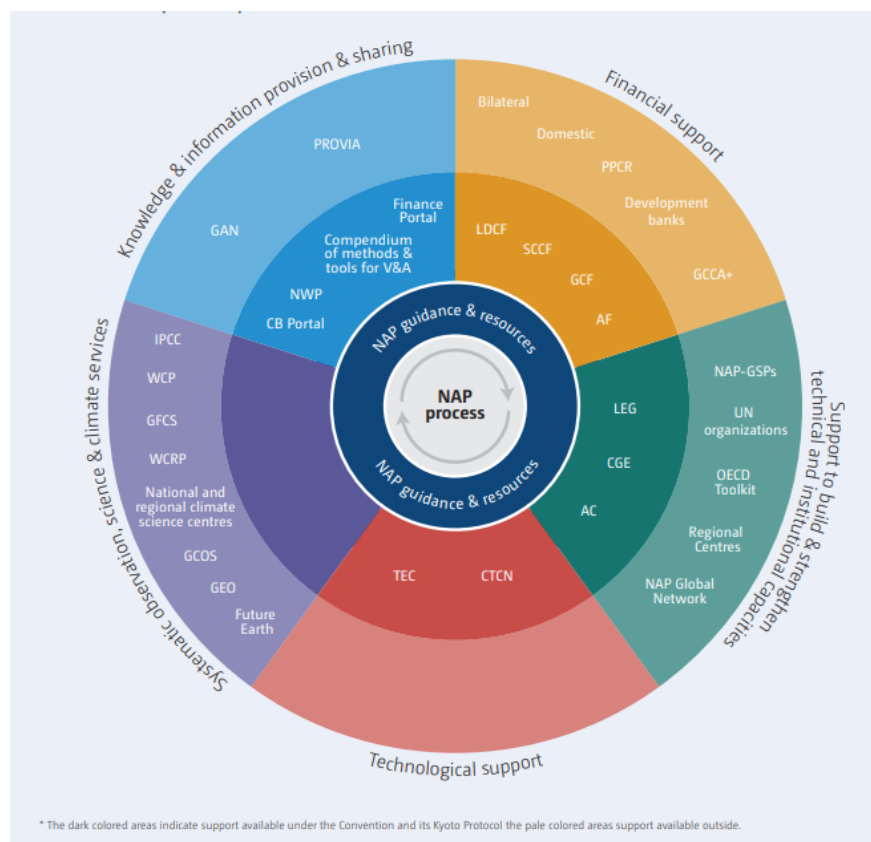 Knowledge & information provision & sharing
Financial support
Support to build & strengthen
technical and institutional capacities
Technological support
Systematic observation, science & climate services
PROVIA
GAN
Finance
Portal
Compendium
of methods &
tools for V&A
NWP
CB Portal
Bilateral
Domestic
PPCR
Development
banks
GCCA+
LDCF
SCCF
GCF
AF
NAP-GSPs
UN
organizations
OECD
Toolkit
Regional
Centres
NAP Global
Network
LEG
CGE
AC
TEC
CTCN
IPCC
WCP
GFCS
WCRP
National and
regional climate
science centres
GCOS
GEO
Future
Earth
NAP guidance & resources
NAP
process
NAP guidance & resources
* The dark colored areas indicate support available under the Convention and its Kyoto Protocol the pale colored areas support available outside.